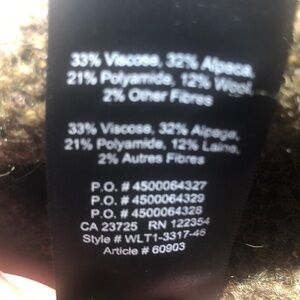 33% Viscose, 32% Alpaca,
21% Polyamide, 12% Wool,
2% Other Fibres
33% Viscose, 32% Alpaga,
21% Polyamide, 12% Laine,
2% Autres Fibres
P.O. # 4500064327
P.O. # 4500064329
P.O. # 4500064328
CA 23725 RN 122354
Style # WLT1-3317-46
Article # 60903